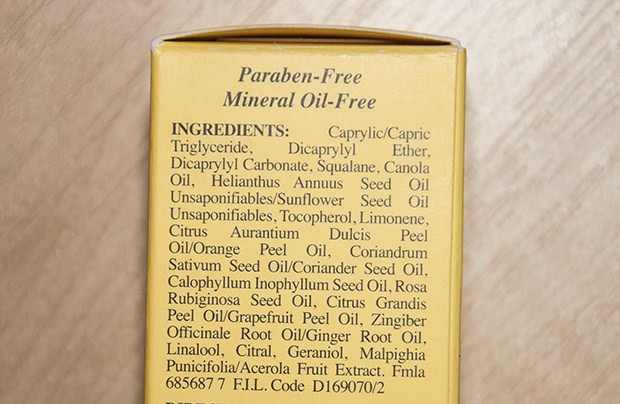 Paraben-Free
Mineral Oil-Free
INGREDIENTS: Caprylic/Capric
Triglyceride, Dicaprylyl Ether,
Dicaprylyl Carbonate, Squalane, Canola
Oil, Helianthus Annuus Seed Oil
Unsaponifiables/Sunflower Seed Oil
Unsaponifiables, Tocopherol, Limonene,
Citrus Aurantium Dulcis Peel
Oil/Orange Peel Oil, Coriandrum
Sativum Seed Oil/Coriander Seed Oil,
Calophyllum Inophyllum Seed Oil, Rosa
Rubiginosa Seed Oil, Citrus Grandis
Peel Oil/Grapefruit Peel Oil, Zingiber
Officinale Root Oil/Ginger Root Oil,
Linalool, Citral, Geraniol, Malpighia
Punicifolia/Acerola Fruit Extract. Fmla
685687 7 F.I.L. Code D169070/2